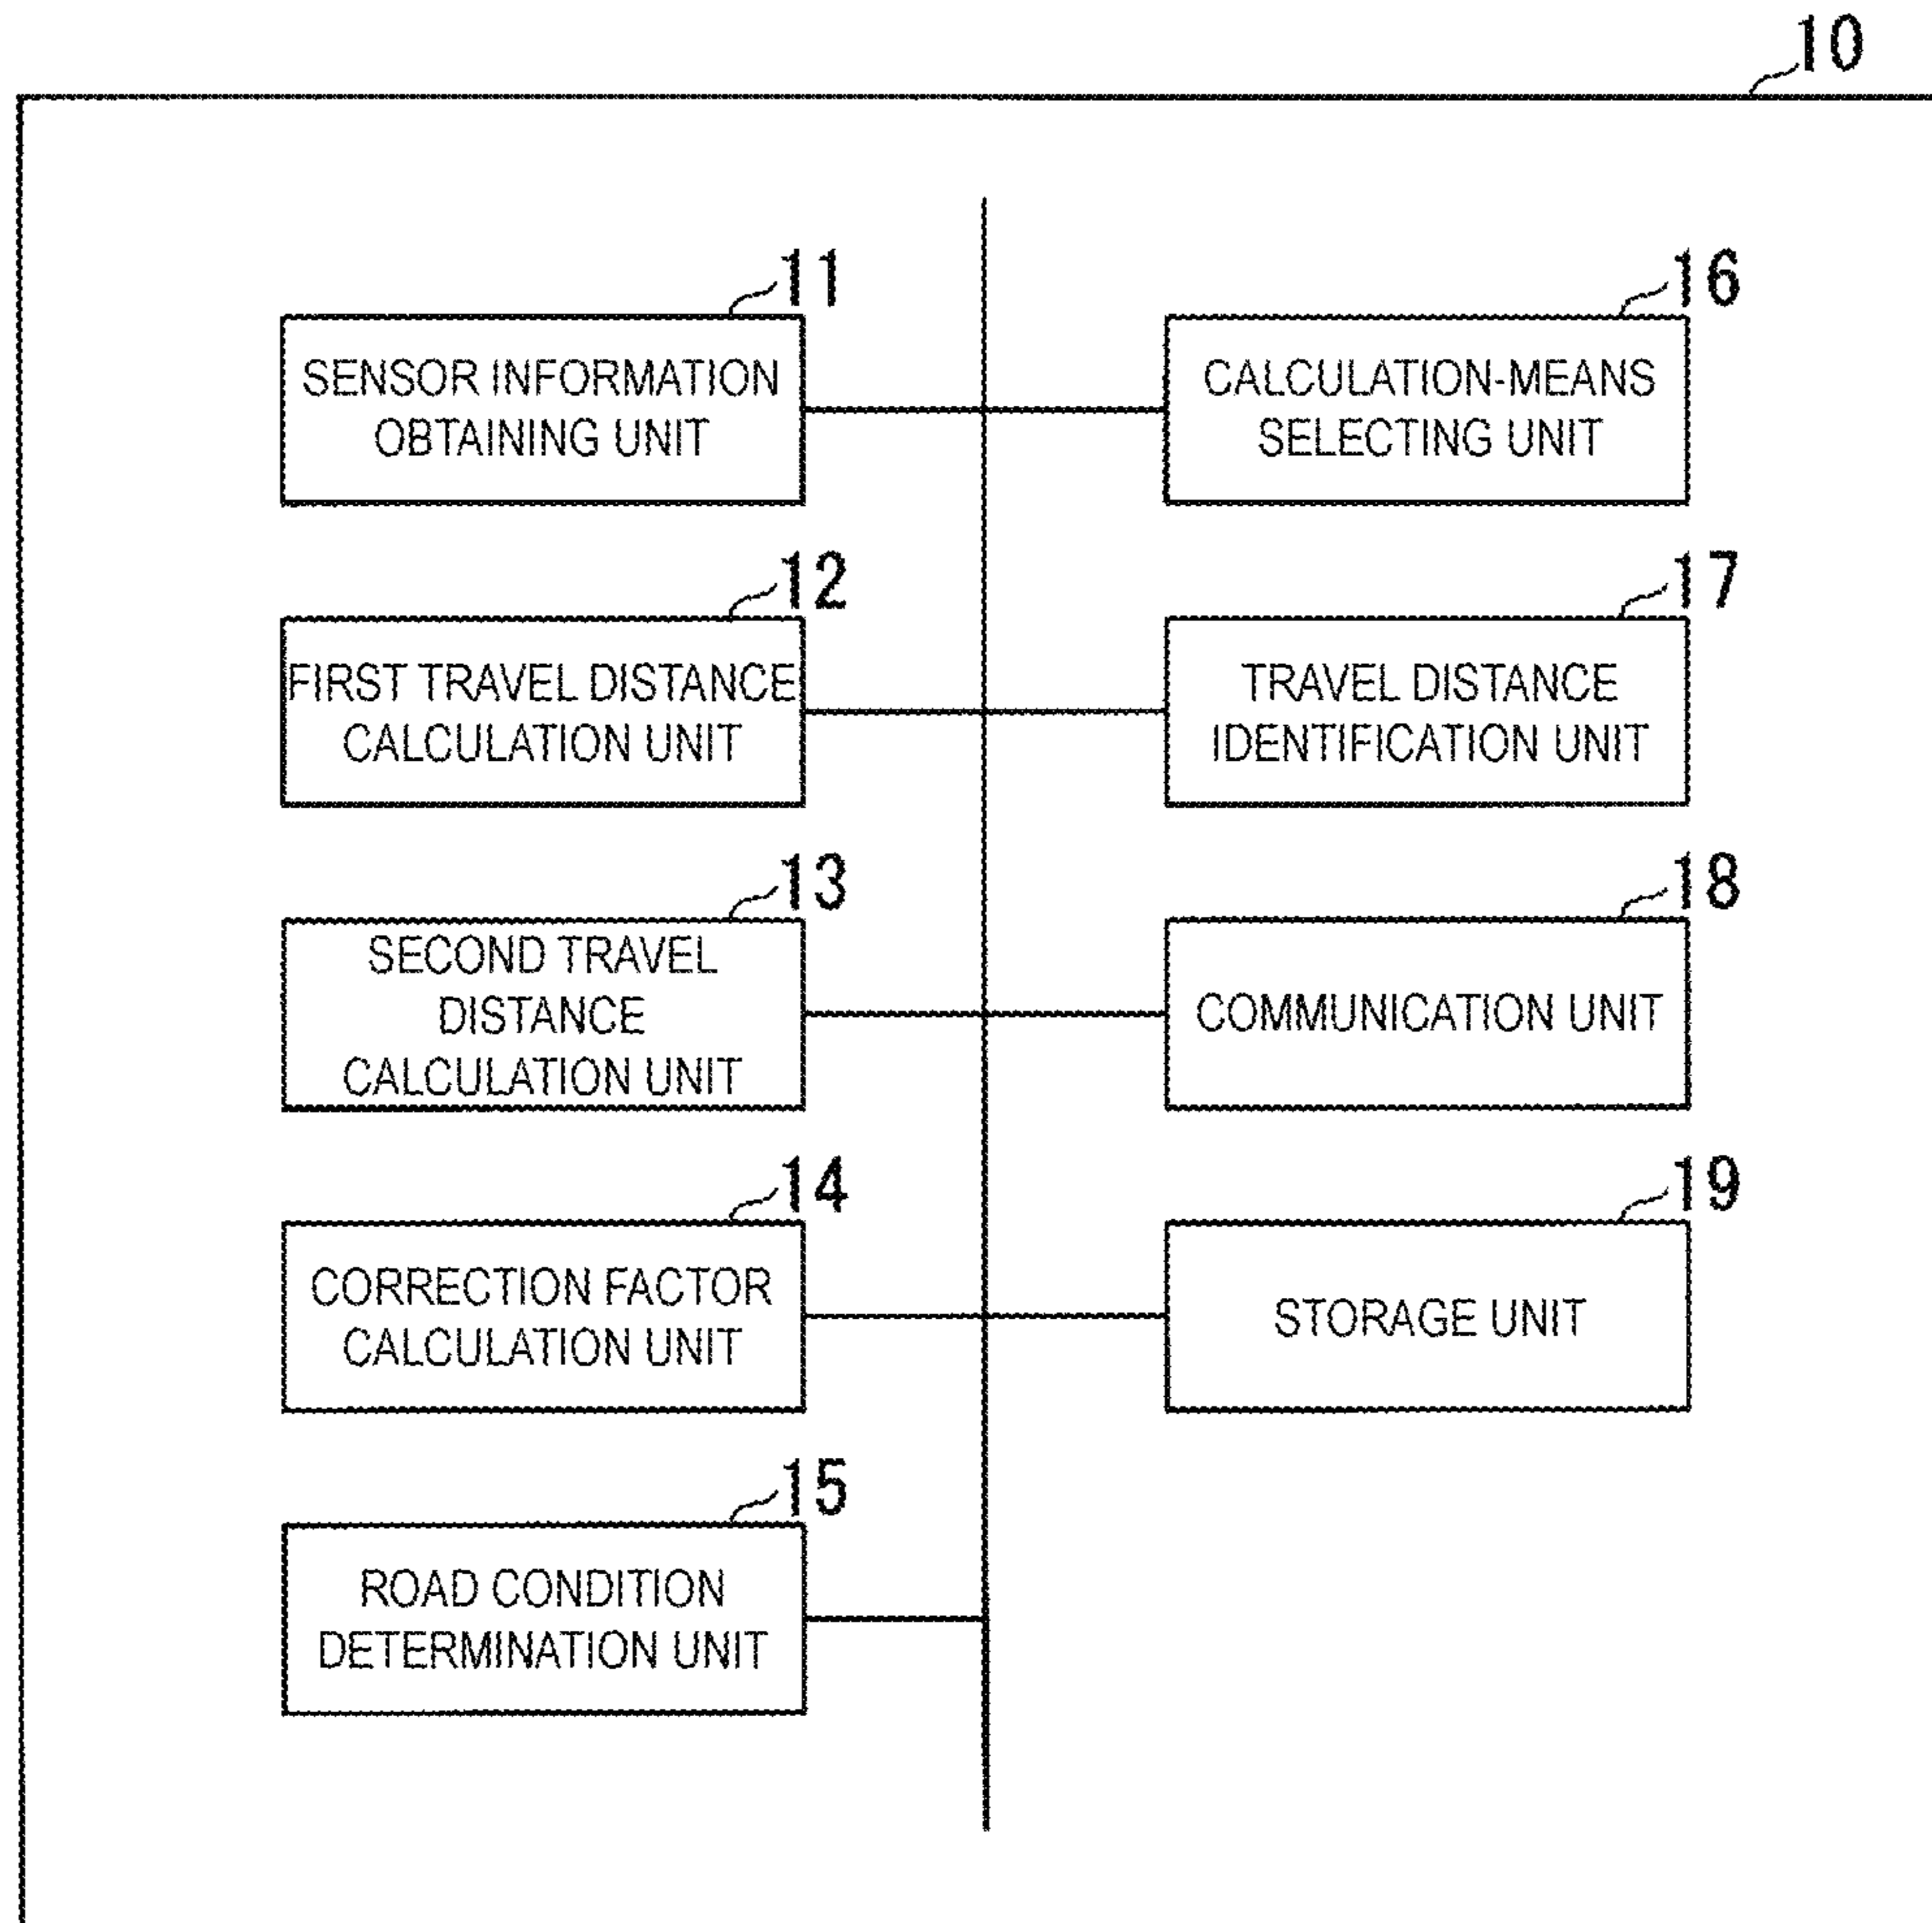 10
11
SENSOR INFORMATION
OBTAINING UNIT
12
FIRST TRAVEL DISTANCE
CALCULATION UNIT
13
SECOND TRAVEL
DISTANCE
CALCULATION UNIT
14
CORRECTION FACTOR
CALCULATION UNIT
15
ROAD CONDITION
DETERMINATION UNIT
16
CALCULATION-MEANS
SELECTING UNIT
17
TRAVEL DISTANCE
IDENTIFICATION UNIT
18
COMMUNICATION UNIT
19
STORAGE UNIT